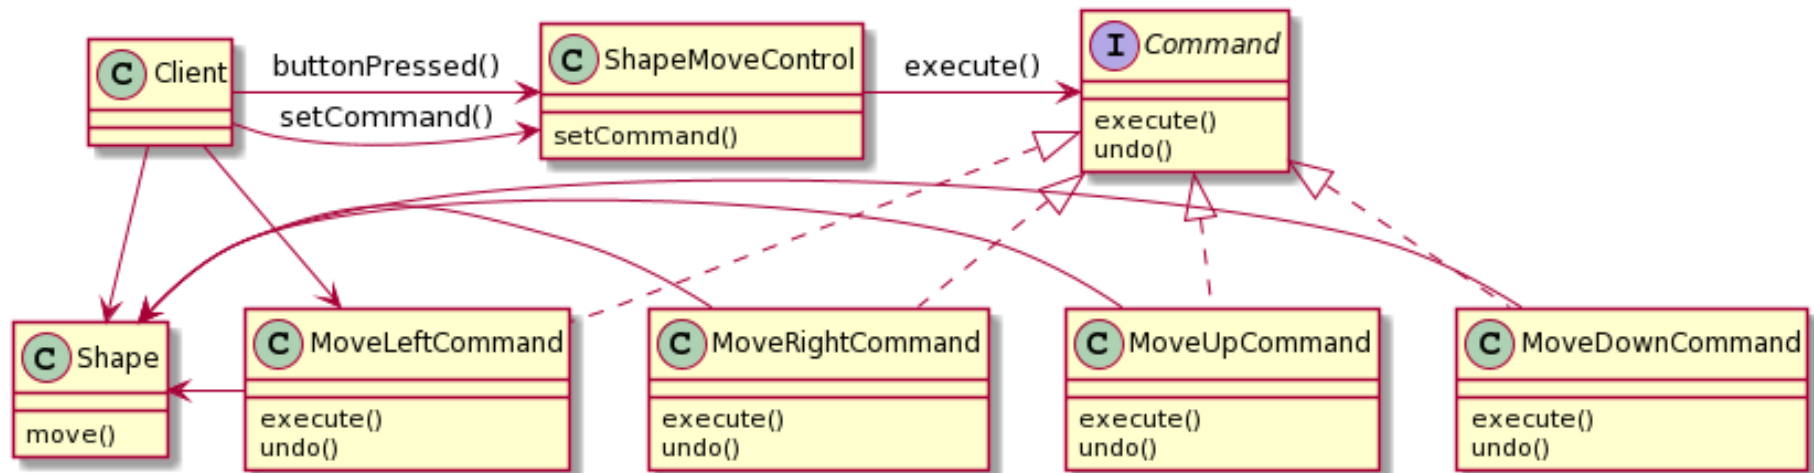 C Client
buttonPressed()
setCommand()
C ShapeMoveControl
setCommand()
execute()
I Command
execute()
undo()
C Shape
move()
C MoveLeftCommand
execute()
undo()
C MoveRightCommand
execute()
undo()
C MoveUpCommand
execute()
undo()
C MoveDownCommand
execute()
undo()